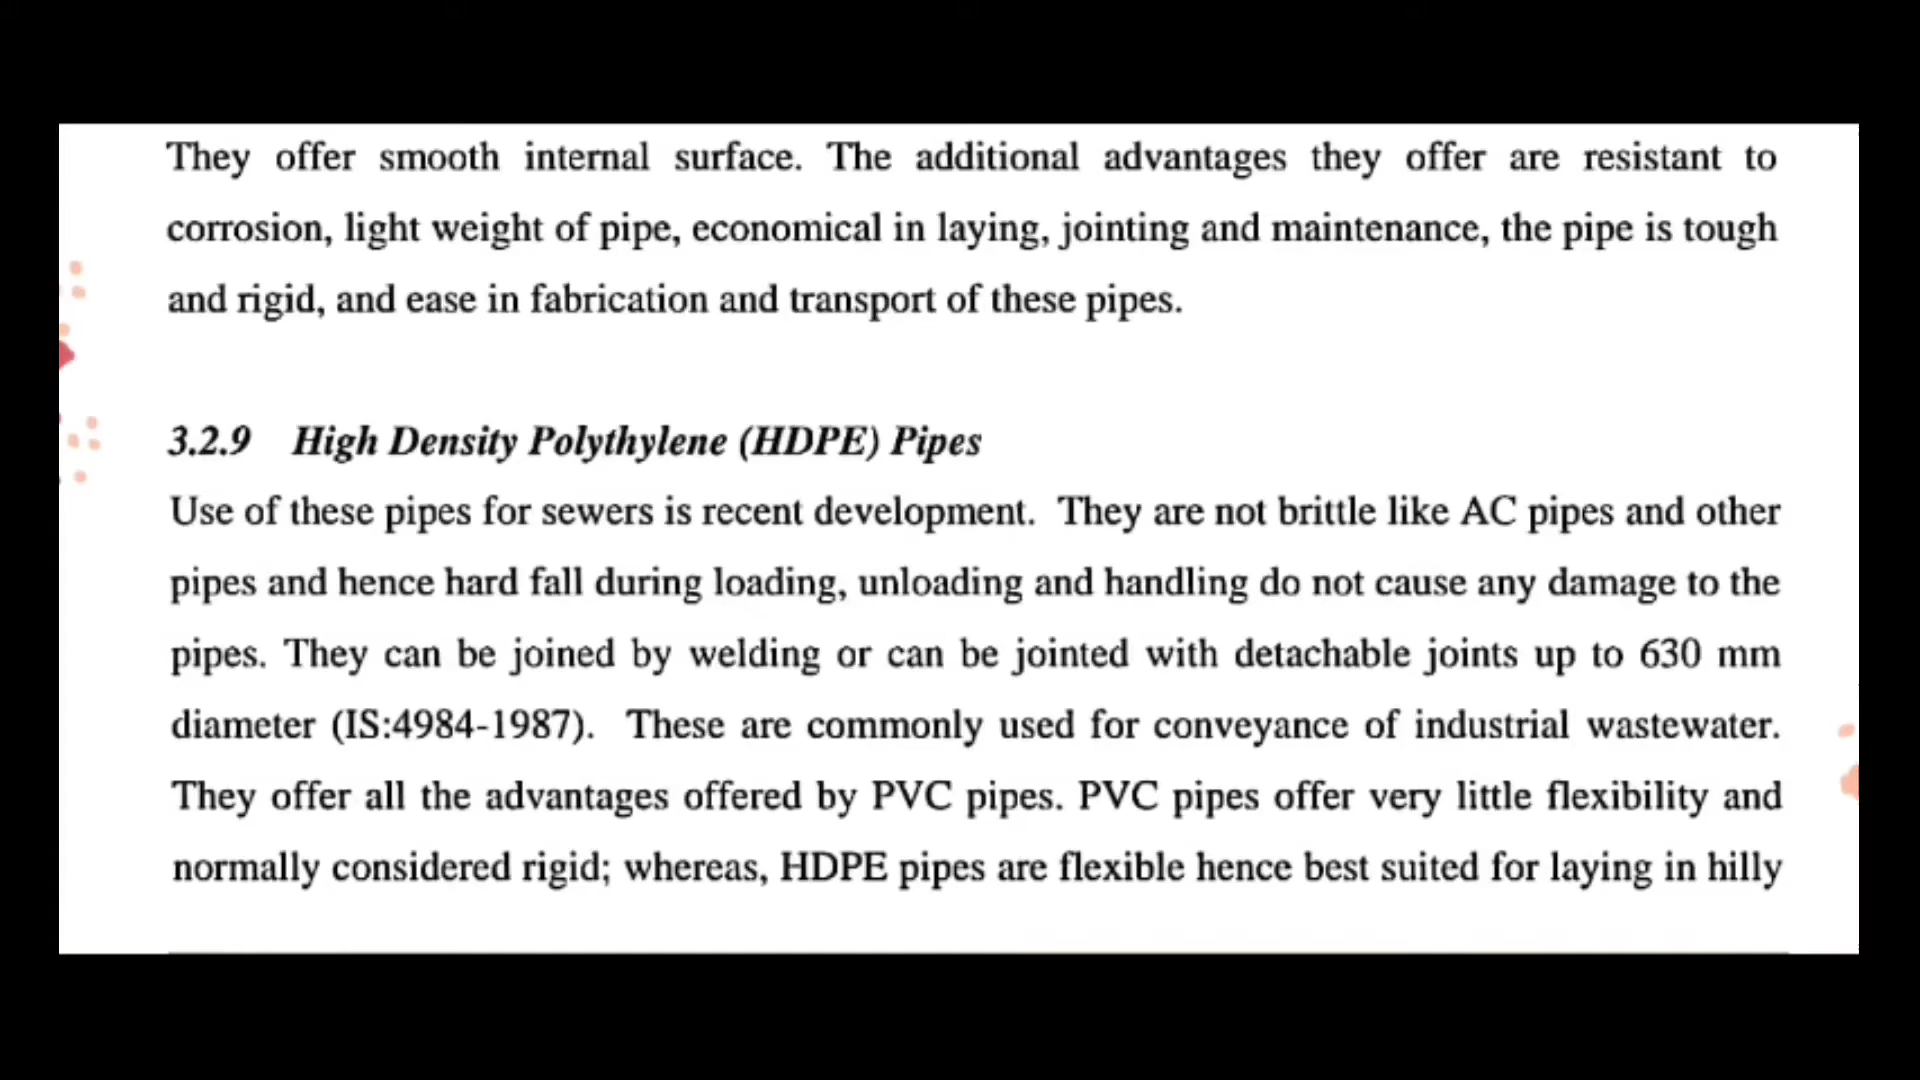 They offer smooth internal surface. The additional advantages they offer are resistant to
corrosion, light weight of pipe, economical in laying, jointing and maintenance, the pipe is tough
and rigid, and ease in fabrication and transport of these pipes.
3.2.9 High Density Polythylene (HDPE) Pipes
Use of these pipes for sewers is recent development. They are not brittle like AC pipes and other
pipes and hence hard fall during loading, unloading and handling do not cause any damage to the
pipes. They can be joined by welding or can be jointed with detachable joints up to 630 mm
diameter (IS:4984-1987). These are commonly used for conveyance of industrial wastewater.
They offer all the advantages offered by PVC pipes. PVC pipes offer very little flexibility and
normally considered rigid; whereas, HDPE pipes are flexible hence best suited for laying in hilly